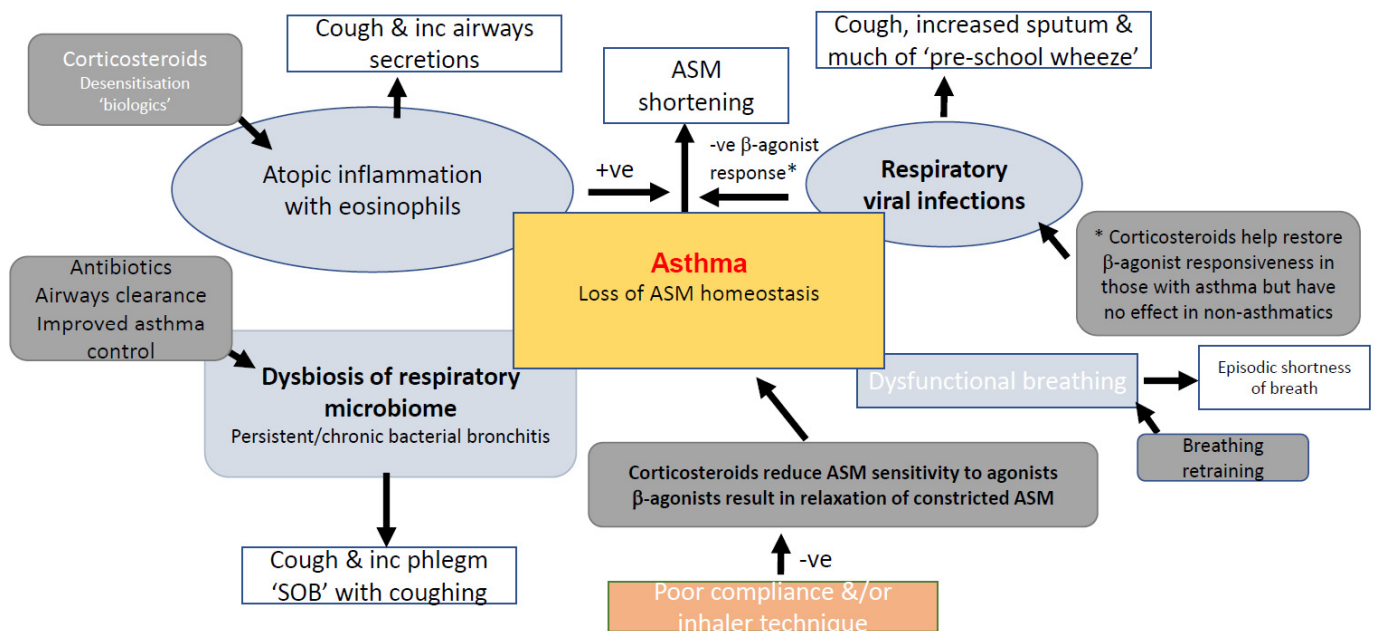 Corticosteroids
Desensitisation
'biologics'
Cough & inc airways
secretions
ASM
shortening
Cough, increased sputum &
much of 'pre-school wheeze'
Atopic inflammation
with eosinophils
+ve
-ve β-agonist
response*
Respiratory
viral infections
* Corticosteroids help restore
β-agonist responsiveness in
those with asthma but have
no effect in non-asthmatics
Asthma
Loss of ASM homeostasis
Antibiotics
Airways clearance
Improved asthma
control
Dysbiosis of respiratory
microbiome
Persistent/chronic bacterial bronchitis
Dysfunctional breathing
Episodic shortness
of breath
Breathing
retraining
Corticosteroids reduce ASM sensitivity to agonists
β-agonists result in relaxation of constricted ASM
Cough & inc phlegm
'SOB' with coughing
-ve
Poor compliance &/or
inhaler technique